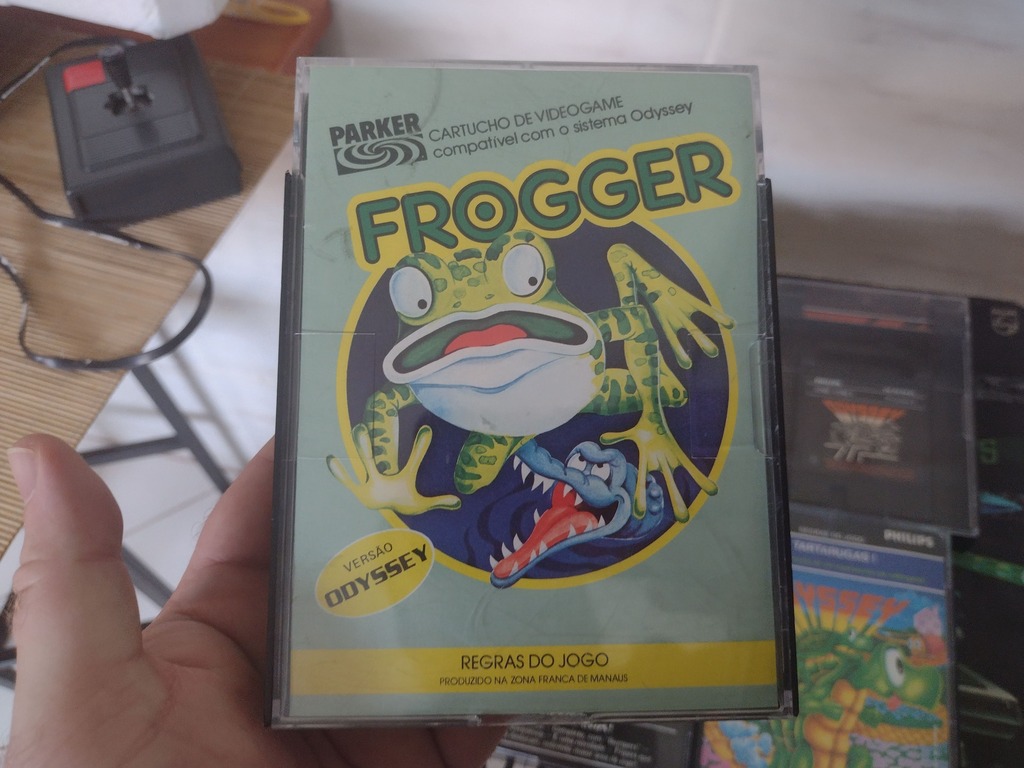 PARKER
CARTUCHO DE VIDEOGAME
compatível com o sistema Odyssey
FROGGER
VERSÃO
ODYSSEY
REGRAS DO JOGO
PRODUZIDO NA ZONA FRANCA DE MANAUS
PHILIPS
TARTARUGAS!